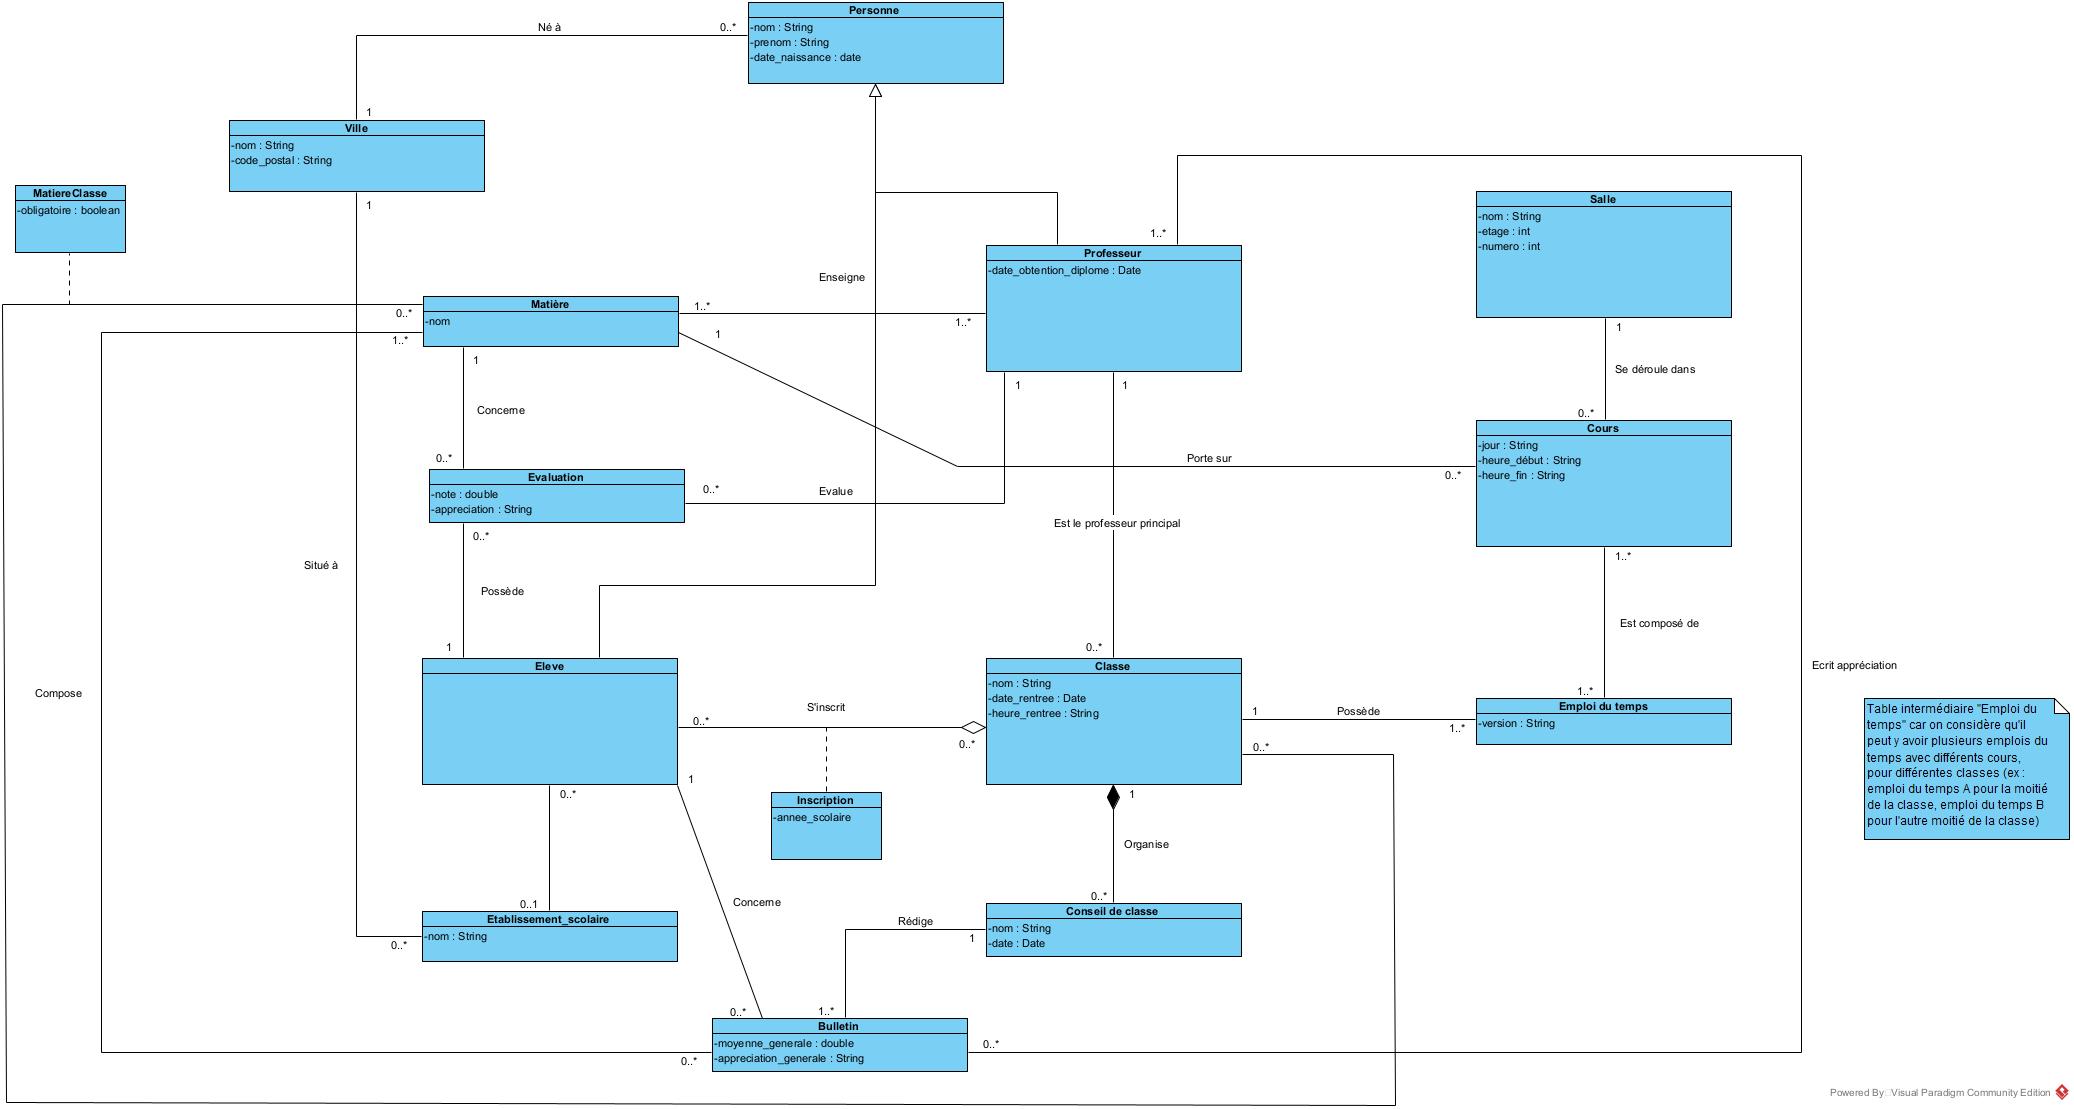 Personne
-nom : String
-prenom : String
-date_naissance : date
Né à
0..*
1
Ville
-nom : String
-code_postal : String
1
MatiereClasse
-obligatoire : boolean
1..*
Salle
-nom : String
-etage : int
-numero : int
1
Professeur
-date_obtention_diplome : Date
1
1
Enseigne
1..*
1..*
Matière
-nom
0..*
1..*
1
1
Concerne
0..*
Se déroule dans
0..*
Cours
-jour : String
-heure_début : String
-heure_fin : String
1..*
Porte sur
0..*
Evaluation
-note : double
-appreciation : String
0..*
0..*
Evalue
Est le professeur principal
Situé à
Possède
1
0..*
Est composé de
1..*
Ecrit appréciation
Compose
Eleve
S'inscrit
0..*
0..*
Classe
-nom : String
-date_rentree : Date
-heure_rentree : String
1
Possède
1..*
0..*
Emploi du temps
-version : String
Table intermédiaire "Emploi du
temps" car on considère qu'il
peut y avoir plusieurs emplois du
temps avec différents cours,
pour différentes classes (ex :
emploi du temps A pour la moitié
de la classe, emploi du temps B
pour l'autre moitié de la classe)
1
0..*
Inscription
-annee_scolaire
1
Organise
0..*
Concerne
0..1
Etablissement_scolaire
-nom : String
0..*
Rédige
1
Conseil de classe
-nom : String
-date : Date
0..*
1..*
Bulletin
-moyenne_generale : double
-appreciation_generale : String
0..*
0..*
Powered By: Visual Paradigm Community Edition